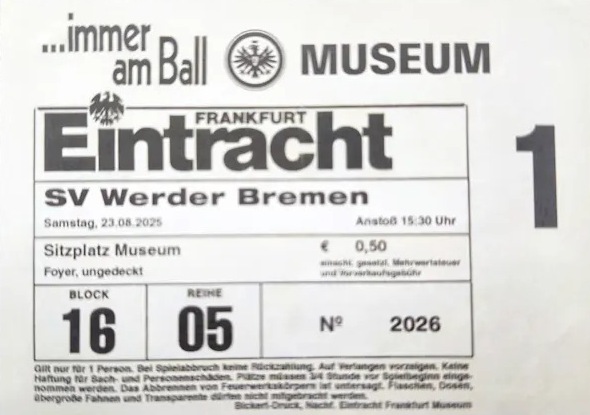 ...immer
am Ball
MUSEUM
FRANKFURT
Eintracht
1
SV Werder Bremen
Samstag, 23.08.2025 Anstoß 15:30 Uhr
Sitzplatz Museum € 0,50
einschl. gesetzl. Mehrwertsteuer
Foyer, ungedeckt und Vorverkaufsgebühr
BLOCK REIHE
16 05 Nº 2026
Gilt nur für 1 Person. Bei Spielabbruch keine Rückzahlung. Auf Verlangen vorzeigen. Keine
Haftung für Sach- und Personenschäden. Plätze müssen 3/4 Stunde vor Spielbeginn einge-
nommen werden. Das Abbrennen von Feuerwerkskörpern ist untersagt. Flaschen, Dosen,
übergroße Fahnen und Transparente dürfen nicht mitgebracht werden.
Bickert-Druck, Nachf. Eintracht Frankfurt Museum